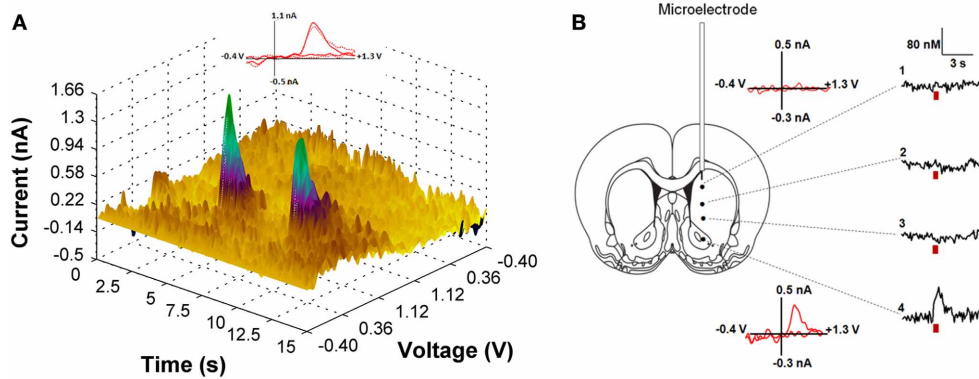 A
1.1 nA
-0.4 V
+1.3 V
-0.5 nA
Current (nA)
1.66
1.3
0.94
0.58
0.22
-0.14
-0.5
0
2.5
5
7.5
10
12.5
15
Time (s)
-0.40
0.36
1.12
1.12
0.36
-0.40
Voltage (V)
B
Microelectrode
0.5 nA
-0.4 V
+1.3 V
-0.3 nA
80 nM
3 s
1
2
3
4
0.5 nA
-0.4 V
+1.3 V
-0.3 nA